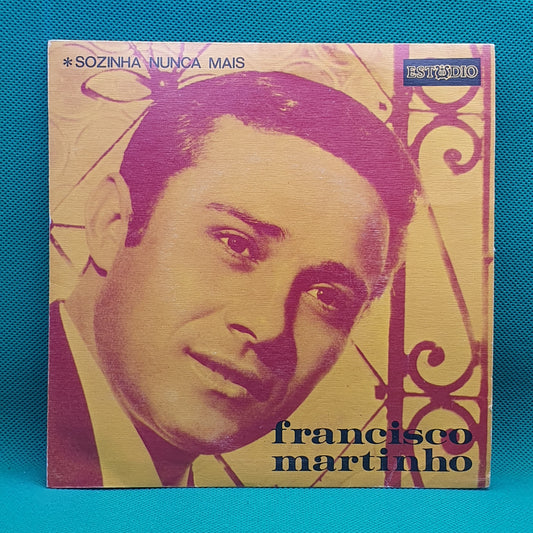 *SOZINHA NUNCA MAIS
ESTÚDIO
francisco
martinho